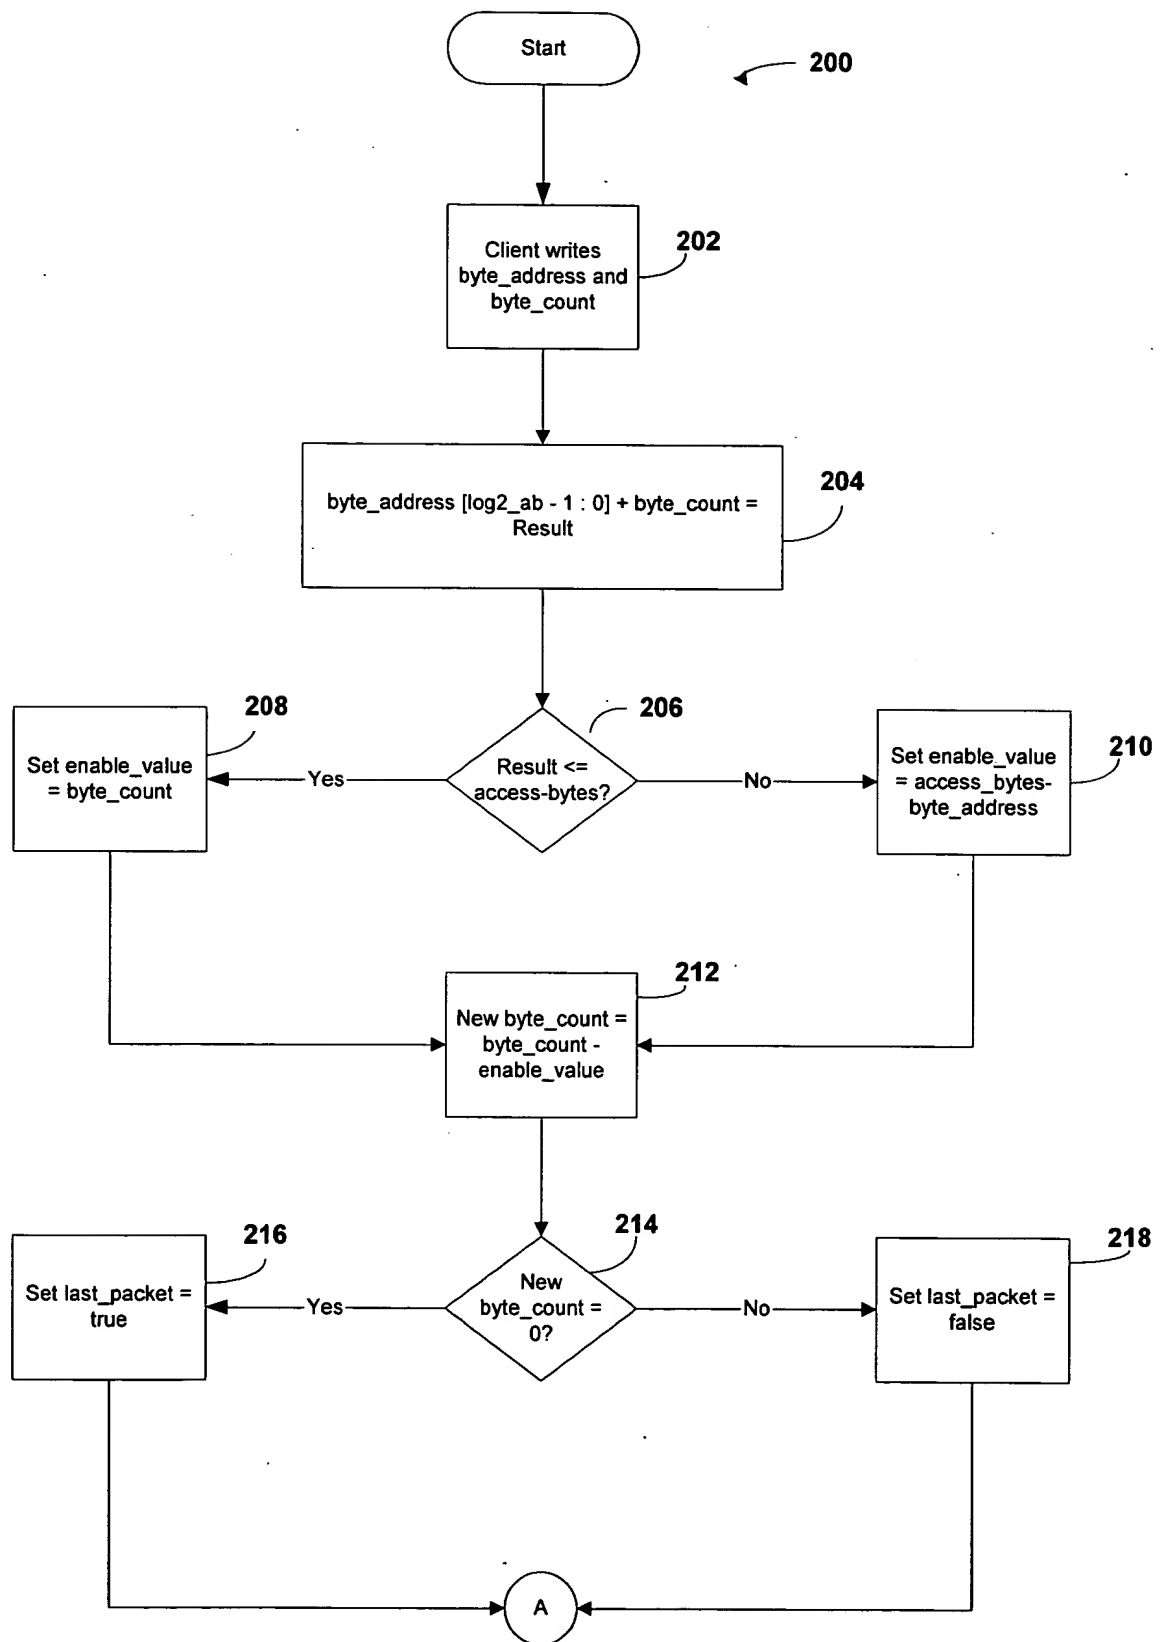 Start
200
Client writes
byte_address and
byte_count
202
byte_address [log2_ab - 1 : 0] + byte_count =
Result
204
208
Set enable_value
= byte_count
Yes
206
Result <=
access-bytes?
No
210
Set enable_value
= access_bytes-
byte_address
212
New byte_count =
byte_count -
enable_value
216
Set last_packet =
true
Yes
214
New
byte_count =
0?
No
218
Set last_packet =
false
A